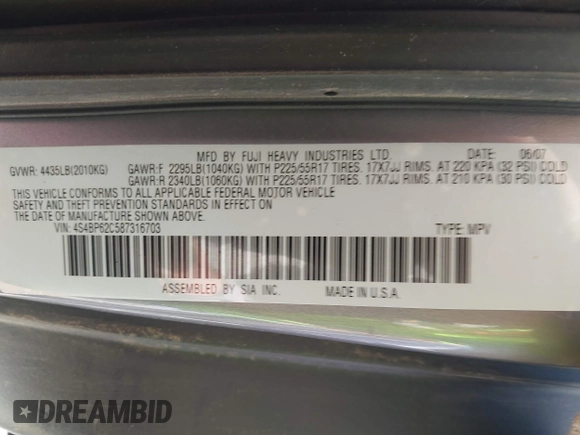 MFD BY FUJI HEAVY INDUSTRIES LTD. DATE: 06/07
GVWR: 4435LB(2010KG) GAWR:F 2295LB(1040KG) WITH P225/55R17 TIRES. 17X7JJ RIMS. AT 220 KPA (32 PSI) COLD
GAWR:R 2340LB(1060KG) WITH P225/55R17 TIRES. 17X7JJ RIMS. AT 210 KPA (30 PSI) COLD
THIS VEHICLE CONFORMS TO ALL APPLICABLE FEDERAL MOTOR VEHICLE
SAFETY AND THEFT PREVENTION STANDARDS IN EFFECT ON
THE DATE OF MANUFACTURE SHOWN ABOVE.
VIN: 4S4BP62C587316703 TYPE: MPV
ASSEMBLED BY SIA INC. MADE IN U.S.A.
DREAMBID